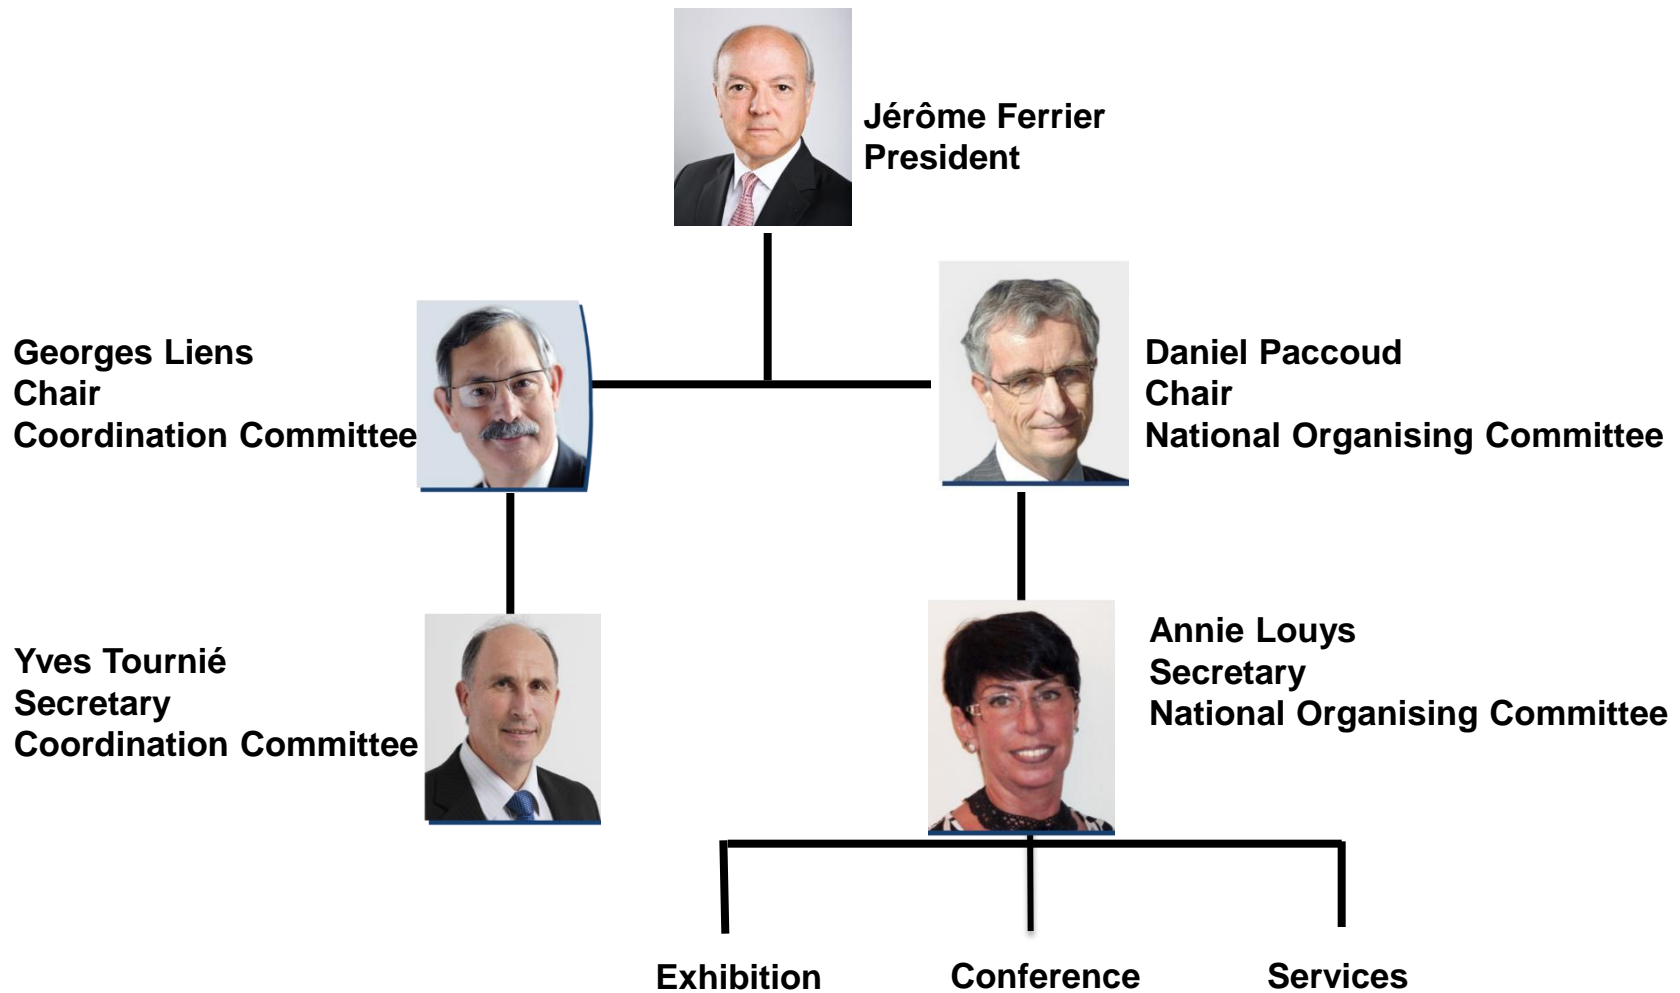 Jérôme Ferrier
President
Georges Liens
Chair
Coordination Committee
Daniel Paccoud
Chair
National Organising Committee
Yves Tournié
Secretary
Coordination Committee
Annie Louys
Secretary
National Organising Committee
Exhibition
Conference
Services